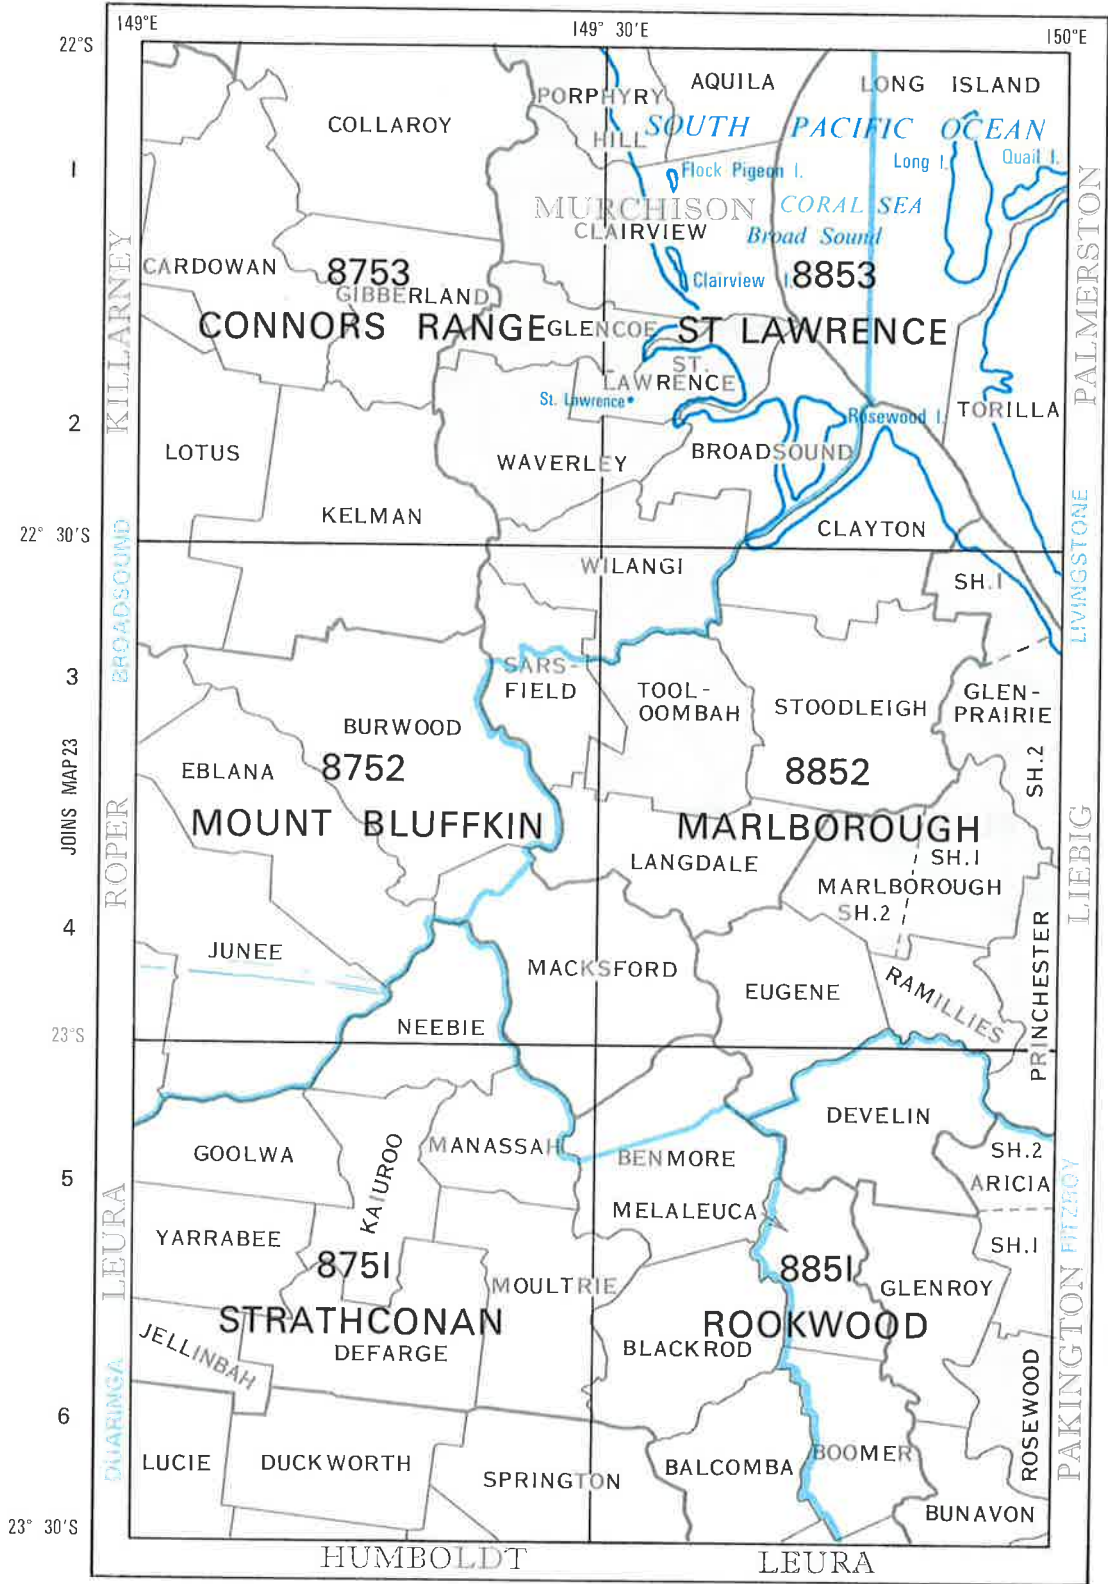 149°E
149° 30'E
150°E
22°S
PORPHYRY
HILL
AQUILA
LONG ISLAND
COLLAROY
SOUTH PACIFIC OCEAN
Flock Pigeon I.
Long I.
Quail I.
1
MURCHISON
CORAL SEA
CLAIRVIEW
Broad Sound
CARDOWAN
8753
GIBBERLAND
Clairview I.
8853
CONNORS RANGE
GLENCOE
ST LAWRENCE
KILLARNEY
PALMERSTON
ST.
LAWRENCE
St. Lawrence
Rosewood I.
TORILLA
2
LOTUS
WAVERLEY
BROADSOUND
KELMAN
CLAYTON
22° 30'S
BROADSOUND
LIVINGSTONE
WILANGI
SH.1
3
SARS-
FIELD
TOOL-
OOMBAH
STOODLEIGH
GLEN-
PRAIRIE
BURWOOD
EBLANA
8752
8852
SH.2
JOINS MAP 23
MOUNT BLUFFKIN
MARLBOROUGH
ROPER
LIEBIG
LANGDALE
SH.1
MARLBOROUGH
SH.2
4
JUNEE
MACKSFORD
EUGENE
RAMILLIES
PRINCHESTER
NEEBIE
23°S
DEVELIN
GOOLWA
KAIUROO
MANASSAH
BENMORE
SH.2
5
ARICIA
MELALEUCA
FITZROY
LEURA
YARRABEE
8751
8851
SH.1
MOULTRIE
GLENROY
STRATHCONAN
ROOKWOOD
JELLINBAH
DEFARGE
BLACKROD
PAKINGTON
ROSEWOOD
DUARINGA
6
LUCIE
DUCKWORTH
SPRINGTON
BALCOMBA
BOOMER
BUNAVON
23° 30'S
HUMBOLDT
LEURA